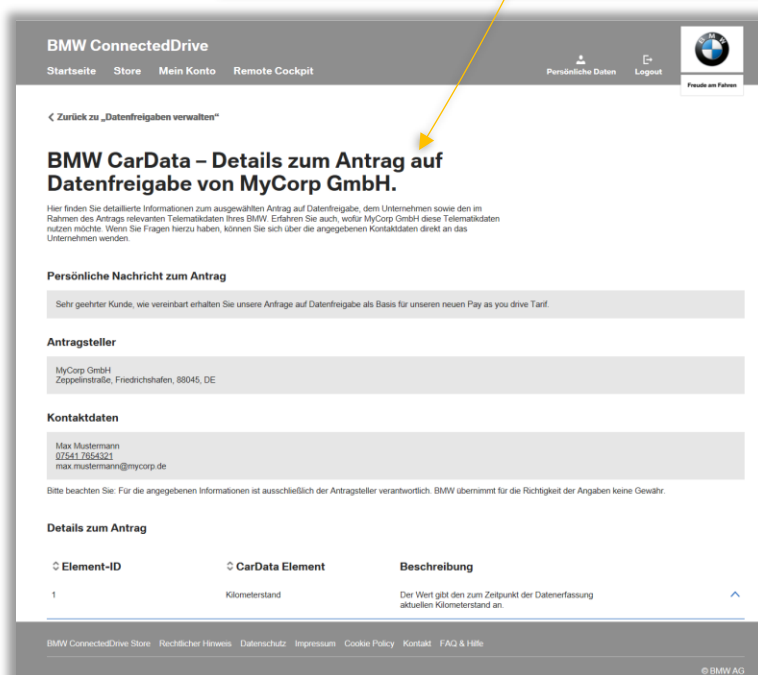 BMW ConnectedDrive
Startseite Store Mein Konto Remote Cockpit
Persönliche Daten Logout
BMW
Freude am Fahren
Zurück zu „Datenfreigaben verwalten“
BMW CarData – Details zum Antrag auf
Datenfreigabe von MyCorp GmbH.
Hier finden Sie detaillierte Informationen zum ausgewählten Antrag auf Datenfreigabe, dem Unternehmen sowie den im
Rahmen des Antrags relevanten Telematikdaten Ihres BMW. Erfahren Sie auch, wofür MyCorp GmbH diese Telematikdaten
nutzen möchte. Wenn Sie Fragen hierzu haben, können Sie sich über die angegebenen Kontaktdaten direkt an das
Unternehmen wenden.
Persönliche Nachricht zum Antrag
Sehr geehrter Kunde, wie vereinbart erhalten Sie unsere Anfrage auf Datenfreigabe als Basis für unseren neuen Pay as you drive Tarif.
Antragsteller
MyCorp GmbH
Zeppelinstraße, Friedrichshafen, 88045, DE
Kontaktdaten
Max Mustermann
07541 7654321
max.mustermann@mycorp.de
Bitte beachten Sie: Für die angegebenen Informationen ist ausschließlich der Antragsteller verantwortlich. BMW übernimmt für die Richtigkeit der Angaben keine Gewähr.
Details zum Antrag
Element-ID CarData Element Beschreibung
1 Kilometerstand Der Wert gibt den zum Zeitpunkt der Datenerfassung
aktuellen Kilometerstand an.
BMW ConnectedDrive Store Rechtlicher Hinweis Datenschutz Impressum Cookie Policy Kontakt FAQ & Hilfe
© BMW AG